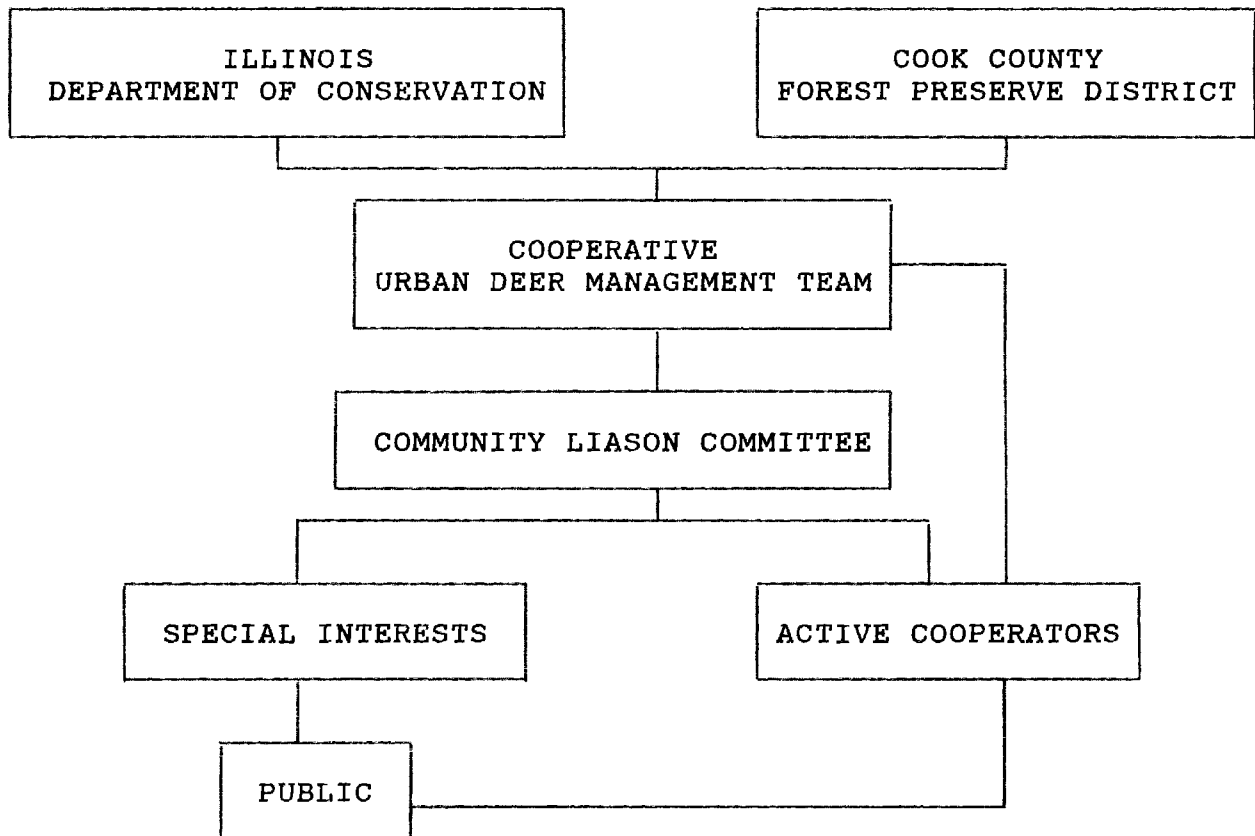 ILLINOIS
DEPARTMENT OF CONSERVATION
COOK COUNTY
FOREST PRESERVE DISTRICT
COOPERATIVE
URBAN DEER MANAGEMENT TEAM
COMMUNITY LIASON COMMITTEE
SPECIAL INTERESTS
ACTIVE COOPERATORS
PUBLIC